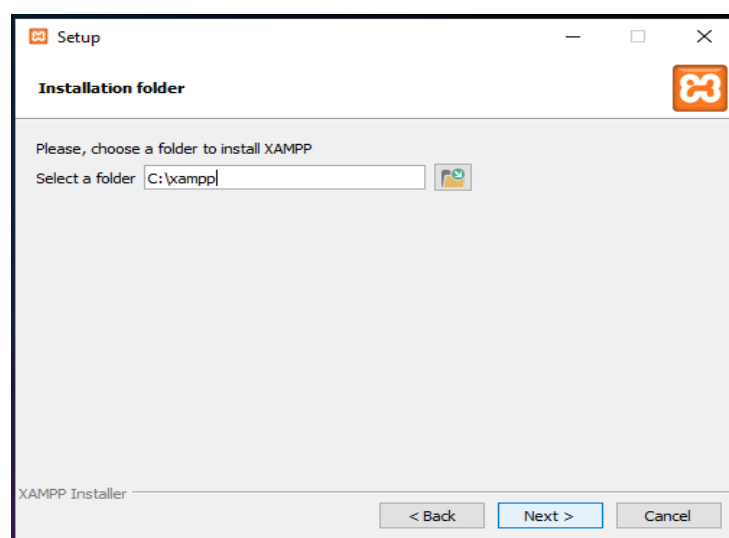 Setup
Installation folder
Please, choose a folder to install XAMPP
Select a folder C:\xampp
XAMPP Installer
< Back Next > Cancel